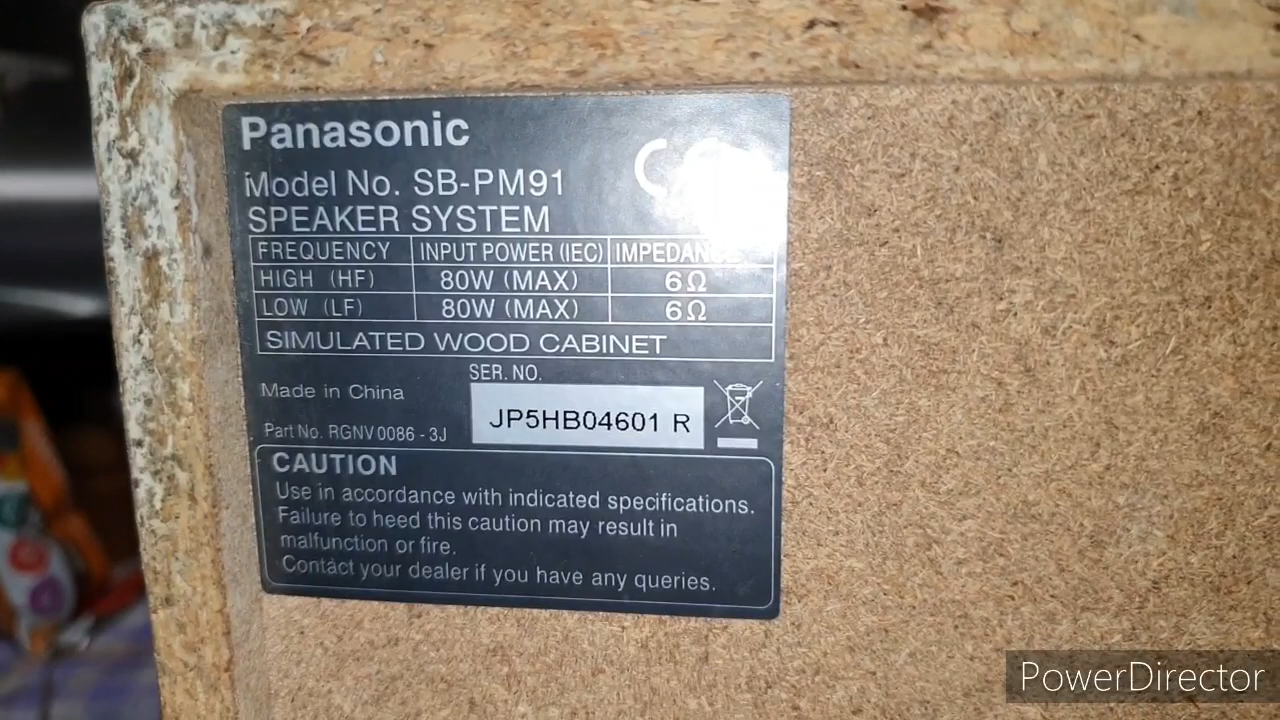 Panasonic
CE
Model No. SB-PM91
SPEAKER SYSTEM
FREQUENCY INPUT POWER (IEC)
HIGH (HF) 80W (MAX) 6Ω
LOW (LF) 80W (MAX) 6Ω
SIMULATED WOOD CABINET
SER. NO.
Made in China
JP5HB04601 R
Part No. RGNV0086-3J
CAUTION
Use in accordance with indicated specifications.
Failure to heed this caution may result in
malfunction or fire.
Contact your dealer if you have any queries.
PowerDirector